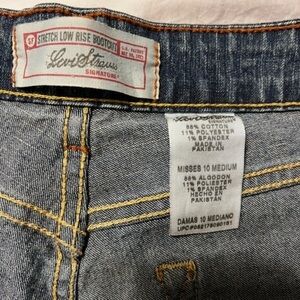 STRETCH LOW RISE BOOTCUT
Levi Strauss
SIGNATURE
Levi Strauss
88% COTTON
11% POLYESTER
1% SPANDEX
MADE IN
PAKISTAN
MISSES 10 MEDIUM
88% ALGODON
11% POLIESTER
1% SPANDEX
HECHO EN
PAKISTAN
DAMAS 10 MEDIANO